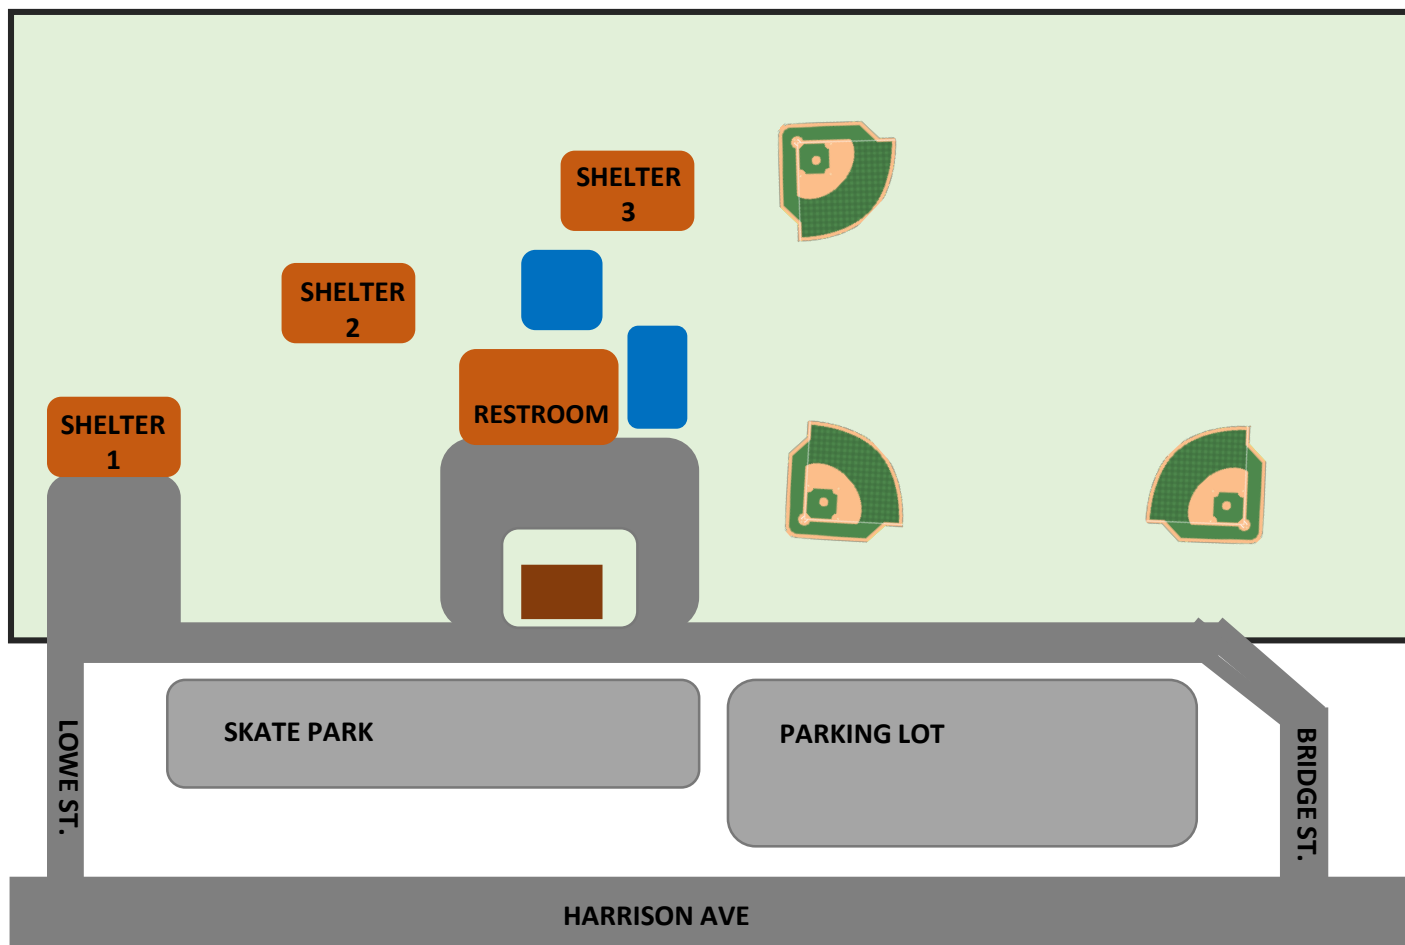 SHELTER
3
SHELTER
2
RESTROOM
SHELTER
1
SKATE PARK
PARKING LOT
LOWE ST.
BRIDGE ST.
HARRISON AVE